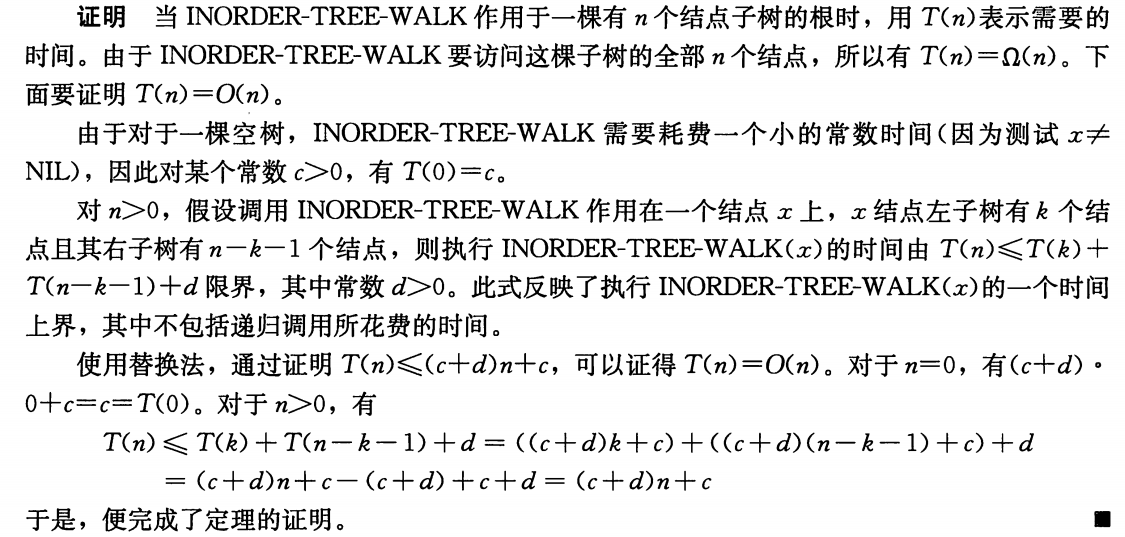 证明 当 INORDER-TREE-WALK 作用于一棵有 n 个结点子树的根时，用 T(n)表示需要的
时间。由于 INORDER-TREE-WALK 要访问这棵子树的全部 n 个结点，所以有 T(n)=Ω(n)。下
面要证明 T(n)=O(n)。
由于对于一棵空树，INORDER-TREE-WALK 需要耗费一个小的常数时间(因为测试 x≠
NIL)，因此对某个常数 c>0，有 T(0)=c。
对 n>0，假设调用 INORDER-TREE-WALK 作用在一个结点 x 上，x 结点左子树有 k 个结
点且其右子树有 n-k-1 个结点，则执行 INORDER-TREE-WALK(x)的时间由 T(n)≤T(k)+
T(n-k-1)+d 限界，其中常数 d>0。此式反映了执行 INORDER-TREE-WALK(x)的一个时间
上界，其中不包括递归调用所花费的时间。
使用替换法，通过证明 T(n)≤(c+d)n+c，可以证得 T(n)=O(n)。对于 n=0，有(c+d)·
0+c=c=T(0)。对于 n>0，有
T(n) ≤ T(k)+T(n-k-1)+d = ((c+d)k+c)+((c+d)(n-k-1)+c)+d
= (c+d)n+c-(c+d)+c+d = (c+d)n+c
于是，便完成了定理的证明。 ■